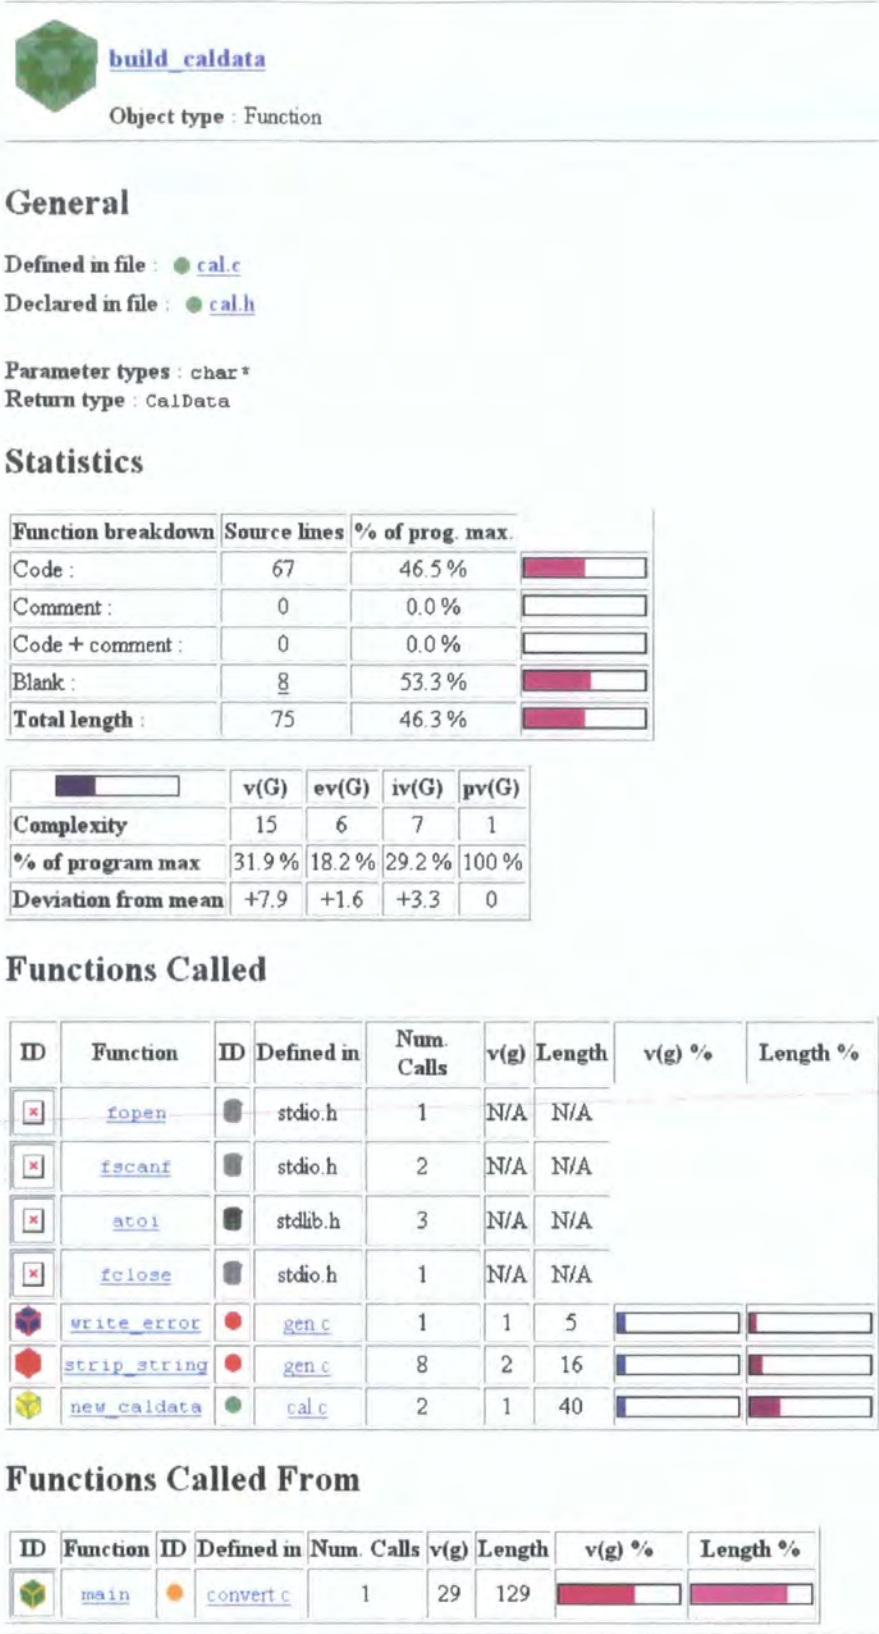 build_caldata
Object type : Function
General
Defined in file : cal.c
Declared in file : cal.h
Parameter types : char*
Return type : CalData
Statistics
Function breakdown Source lines % of prog. max.
Code : 67 46.5 %
Comment : 0 0.0 %
Code + comment : 0 0.0 %
Blank : 8 53.3 %
Total length : 75 46.3 %
v(G) ev(G) iv(G) pv(G)
Complexity 15 6 7 1
% of program max 31.9 % 18.2 % 29.2 % 100 %
Deviation from mean +7.9 +1.6 +3.3 0
Functions Called
ID Function ID Defined in Num. Calls v(g) Length v(g) % Length %
fopen stdio.h 1 N/A N/A
fscanf stdio.h 2 N/A N/A
atoi stdlib.h 3 N/A N/A
fclose stdio.h 1 N/A N/A
write_error gen.c 1 1 5
strip_string gen.c 8 2 16
new_caldata cal.c 2 1 40
Functions Called From
ID Function ID Defined in Num. Calls v(g) Length v(g) % Length %
main convert.c 1 29 129